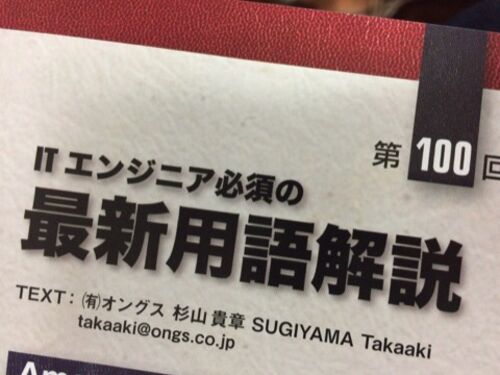 第100回
ITエンジニア必須の
最新用語解説
TEXT：㈲オングス 杉山 貴章 SUGIYAMA Takaaki
takaaki@ongs.co.jp